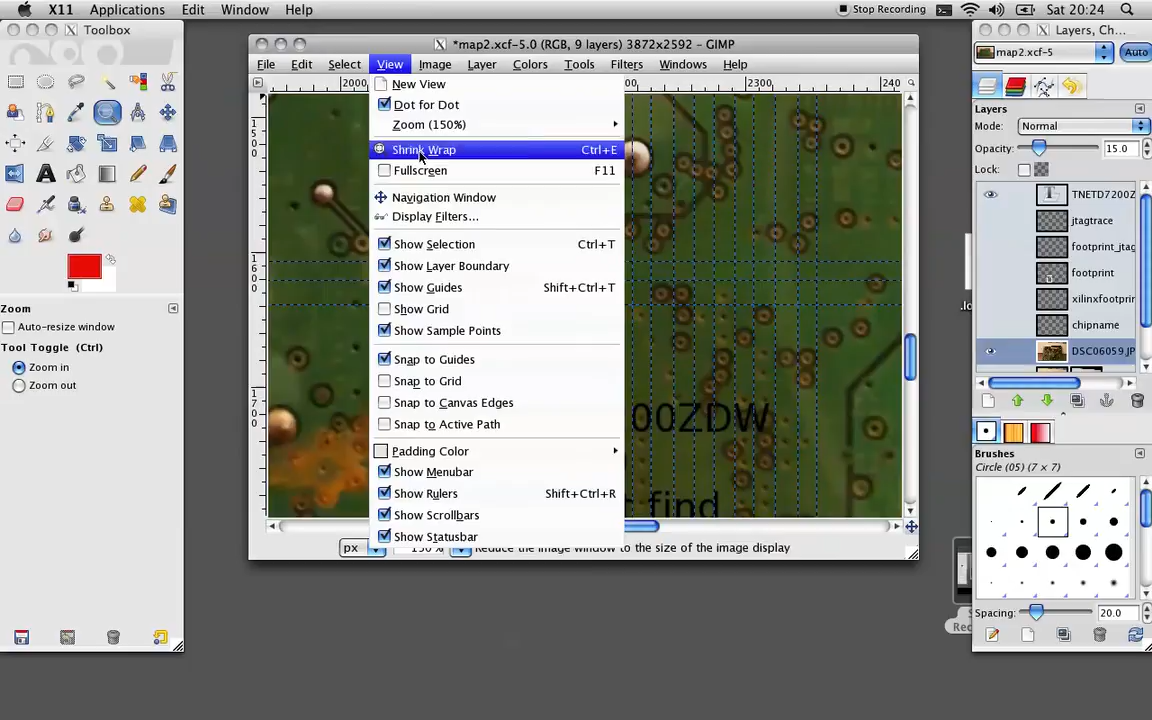 X11 Applications Edit Window Help
Stop Recording Sat 20:24
Toolbox
Zoom
Auto-resize window
Tool Toggle (Ctrl)
Zoom in
Zoom out
*map2.xcf-5.0 (RGB, 9 layers) 3872x2592 – GIMP
File Edit Select View Image Layer Colors Tools Filters Windows Help
2000 2300 240
New View
Dot for Dot
Zoom (150%)
Shrink Wrap Ctrl+E
Fullscreen F11
Navigation Window
Display Filters...
Show Selection Ctrl+T
Show Layer Boundary
Show Guides Shift+Ctrl+T
Show Grid
Show Sample Points
Snap to Guides
Snap to Grid
Snap to Canvas Edges
Snap to Active Path
Padding Color
Show Menubar
Show Rulers Shift+Ctrl+R
Show Scrollbars
Show Statusbar
00ZDW
find
px 150% Reduce the image window to the size of the image display
Layers, Ch...
map2.xcf-5 Auto
Layers
Mode: Normal
Opacity: 15.0
Lock:
TNETD7200Z
jtagtrace
footprint_jtag
footprint
xilinxfootprin
chipname
DSC06059.JP
Brushes
Circle (05) (7 × 7)
Spacing: 20.0